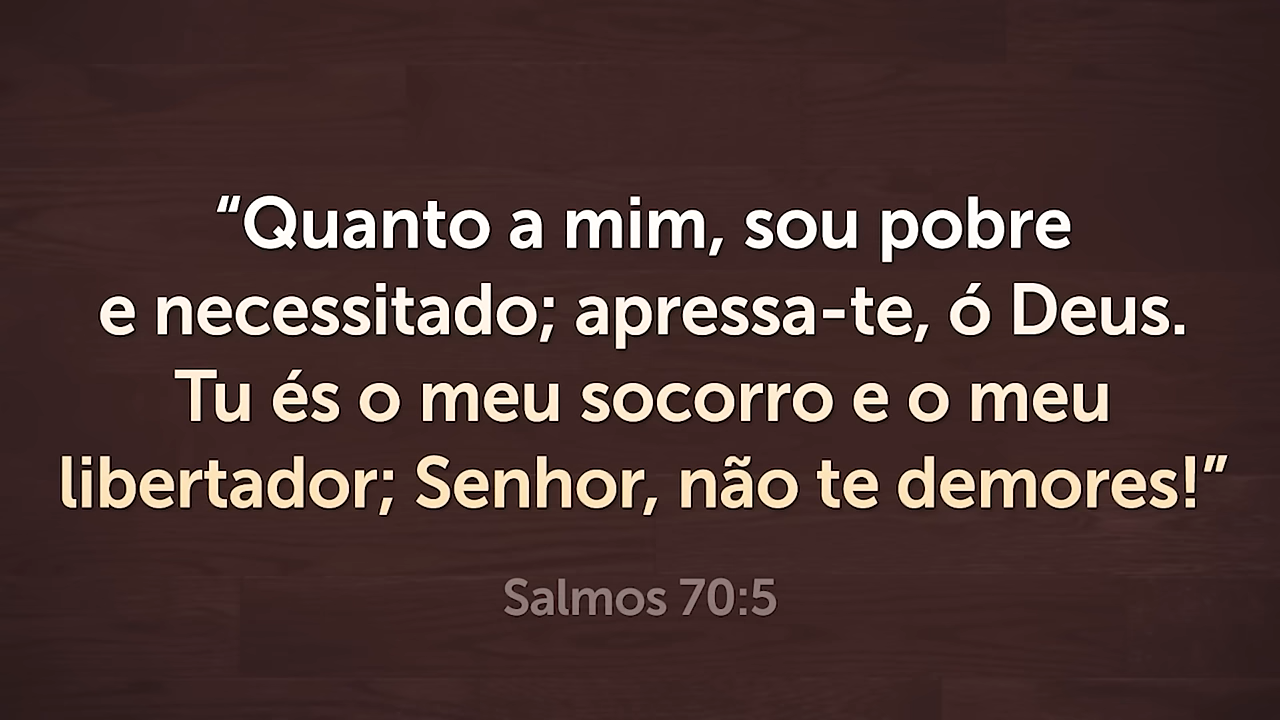 “Quanto a mim, sou pobre
e necessitado; apressa-te, ó Deus.
Tu és o meu socorro e o meu
libertador; Senhor, não te demores!”
Salmos 70:5